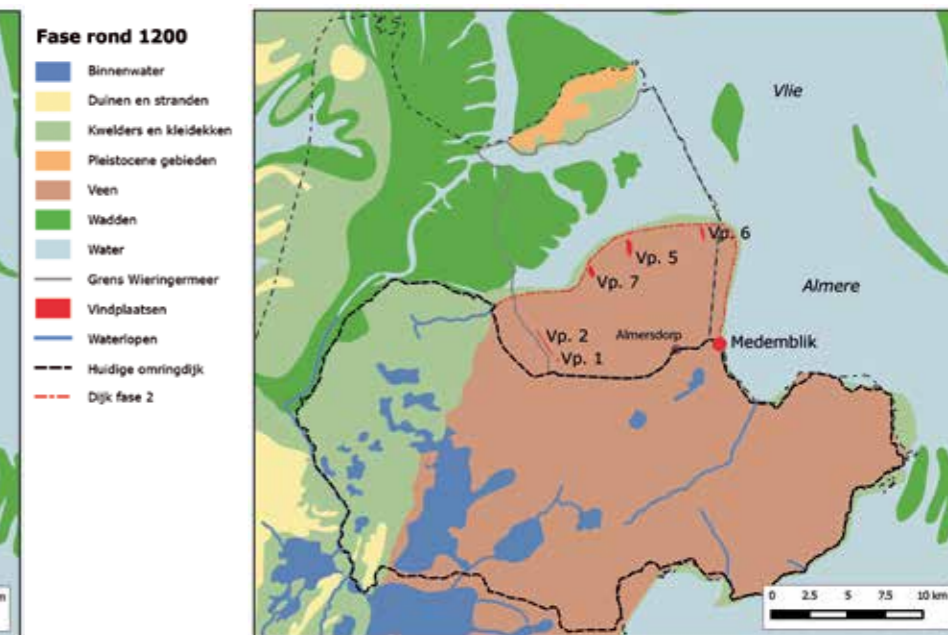 Fase rond 1200
Binnenwater
Duinen en stranden
Kwelders en kleidekken
Pleistocene gebieden
Veen
Wadden
Water
Grens Wieringermeer
Vindplaatsen
Waterlopen
Huidige omringdijk
Dijk fase 2
Vlie
Vp. 6
Vp. 5
Vp. 7
Almere
Vp. 2
Almersdorp
Medemblik
Vp. 1
0 2.5 5 7.5 10 km
m